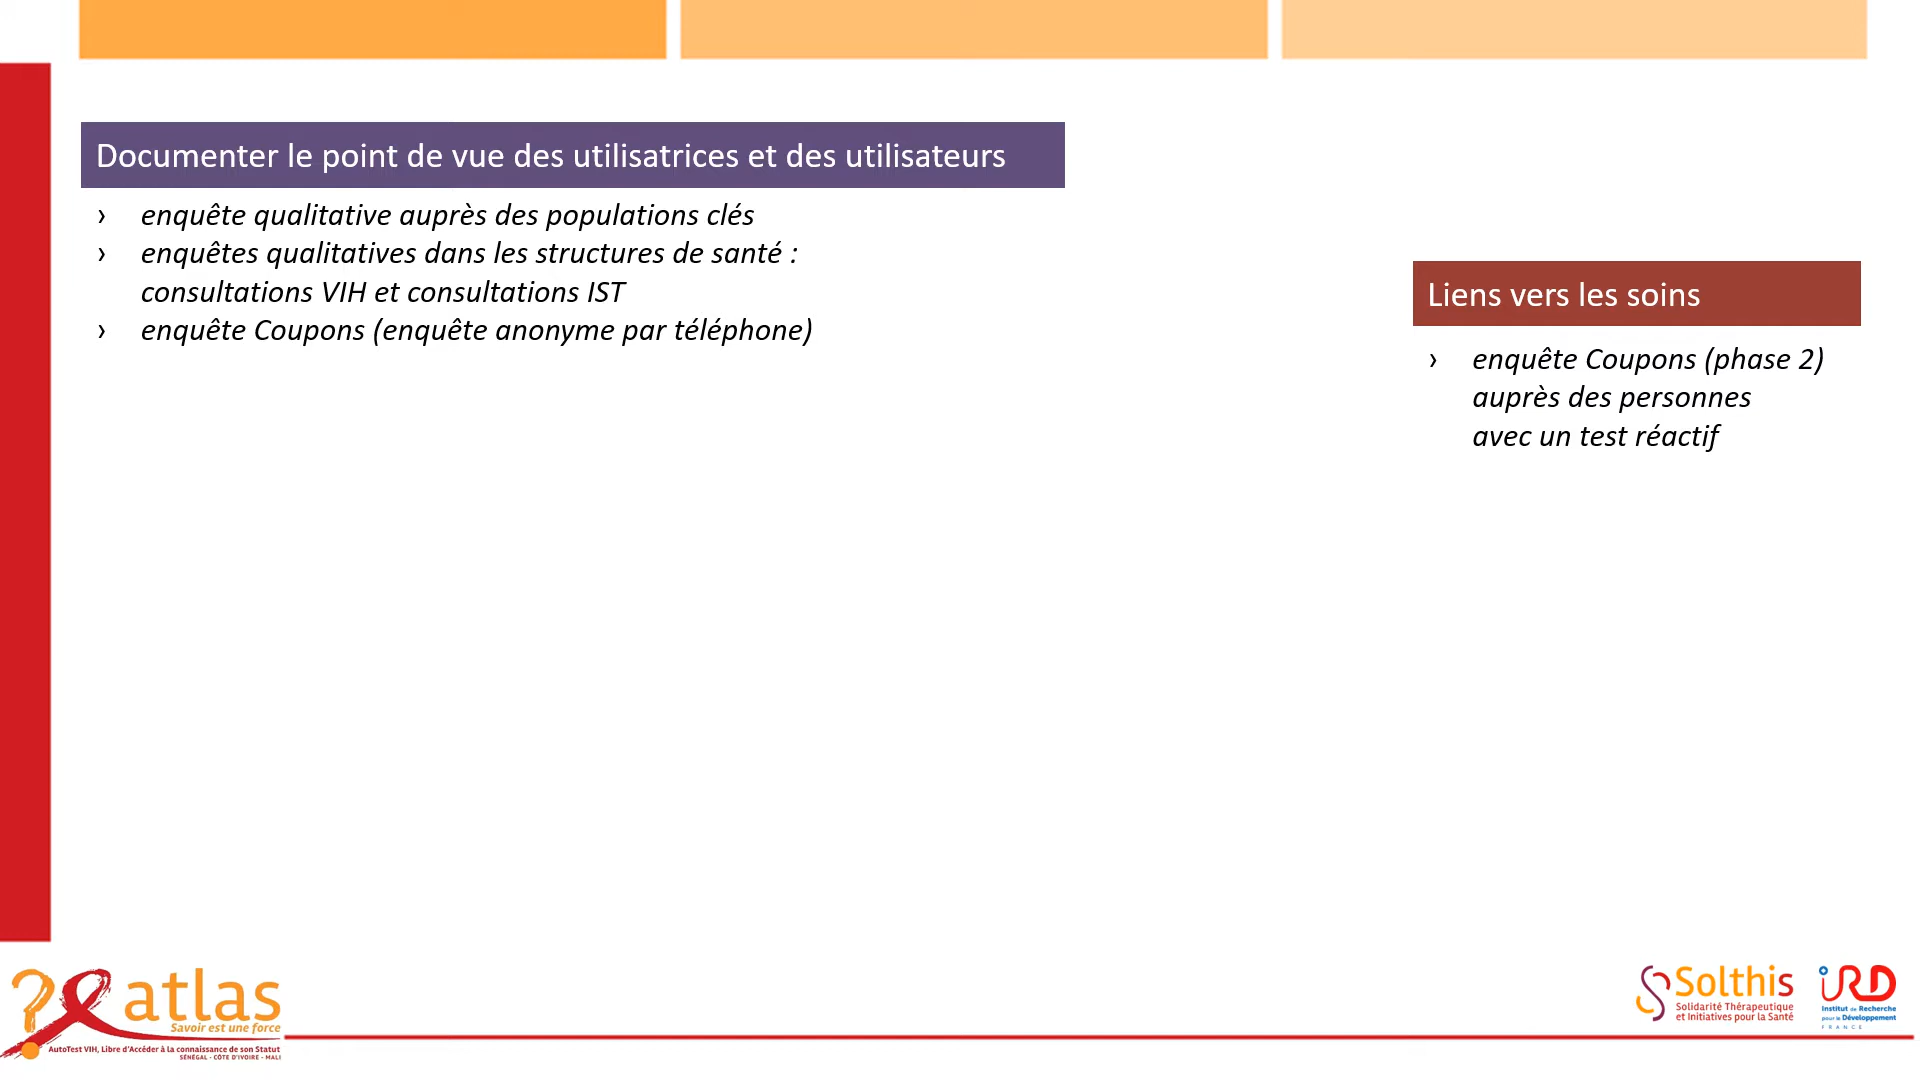 Documenter le point de vue des utilisatrices et des utilisateurs
› enquête qualitative auprès des populations clés
› enquêtes qualitatives dans les structures de santé :
consultations VIH et consultations IST
› enquête Coupons (enquête anonyme par téléphone)
Liens vers les soins
› enquête Coupons (phase 2)
auprès des personnes
avec un test réactif
atlas
Savoir est une force
AutoTest VIH, Libre d'Accéder à la connaissance de son Statut
SÉNÉGAL - CÔTE D'IVOIRE - MALI
Solthis
Solidarité Thérapeutique
et Initiatives pour la Santé
IRD
Institut de Recherche
pour le Développement
FRANCE